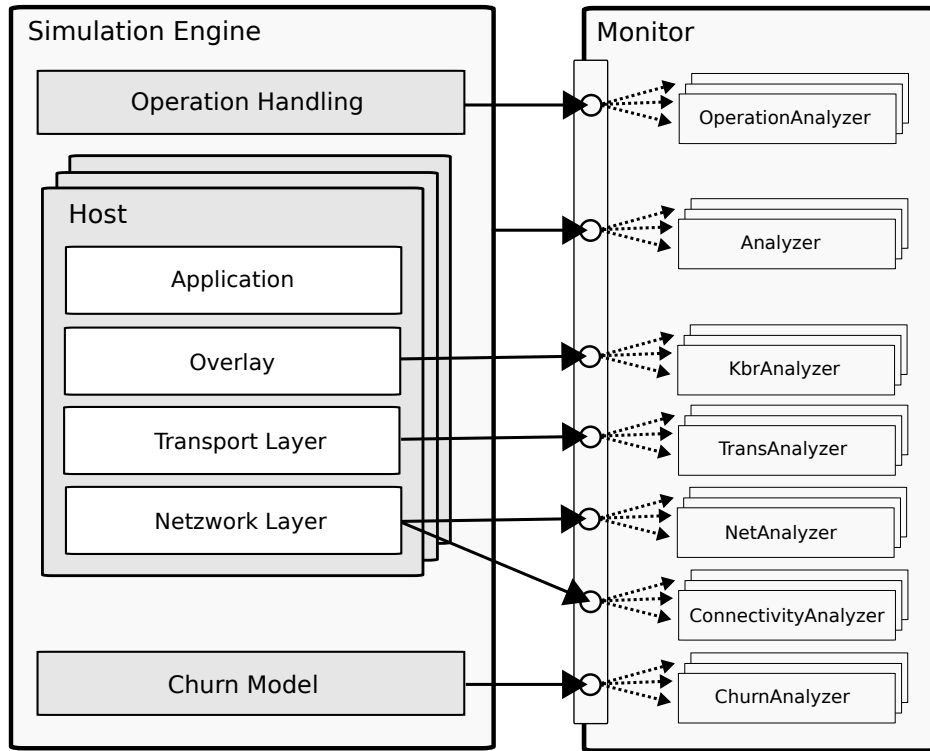 Simulation Engine
Operation Handling
Host
Application
Overlay
Transport Layer
Netzwork Layer
Churn Model
Monitor
OperationAnalyzer
Analyzer
KbrAnalyzer
TransAnalyzer
NetAnalyzer
ConnectivityAnalyzer
ChurnAnalyzer